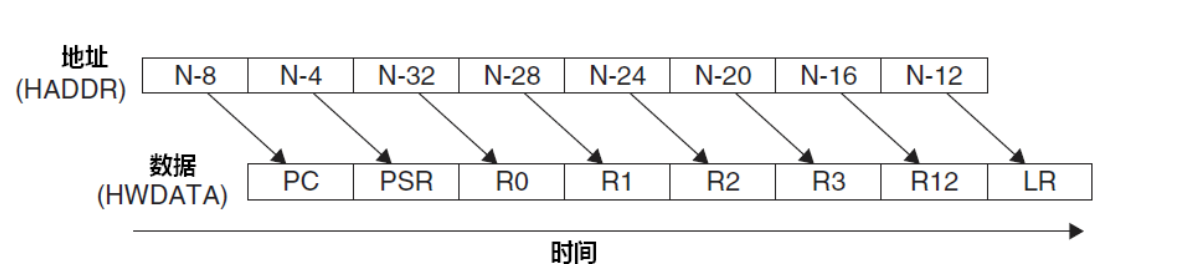 地址
(HADDR)
N-8 N-4 N-32 N-28 N-24 N-20 N-16 N-12
数据
(HWDATA)
PC PSR R0 R1 R2 R3 R12 LR
时间